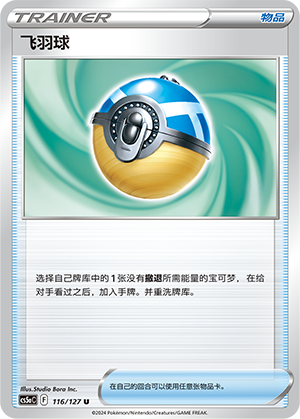 TRAINER 物品
飞羽球
选择自己牌库中的1张没有撤退所需能量的宝可梦，在给
对手看过之后，加入手牌。并重洗牌库。
Illus.Studio Bora Inc.
CS5aC F 116/127 U
在自己的回合可以使用任意张物品卡。
©2024 Pokémon/Nintendo/Creatures/GAME FREAK.